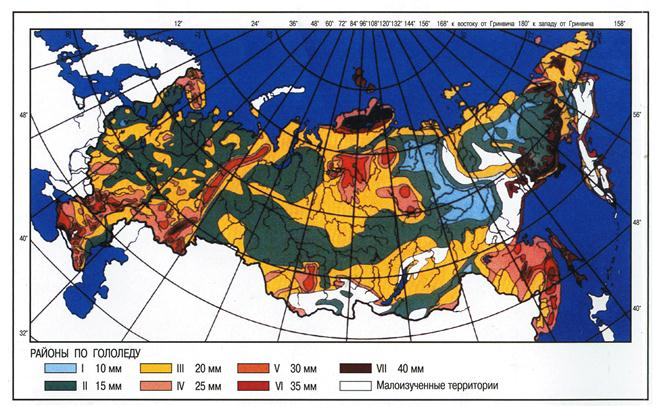 12° 24° 36° 48° 60° 72° 84° 96° 108° 120° 132° 144° 156° 168° к востоку от Гринвича 180° к западу от Гринвича 158°
48° 56°
40° 48°
32° 40°
РАЙОНЫ ПО ГОЛОЛЕДУ
I 10 мм III 20 мм V 30 мм VII 40 мм
II 15 мм IV 25 мм VI 35 мм Малоизученные территории